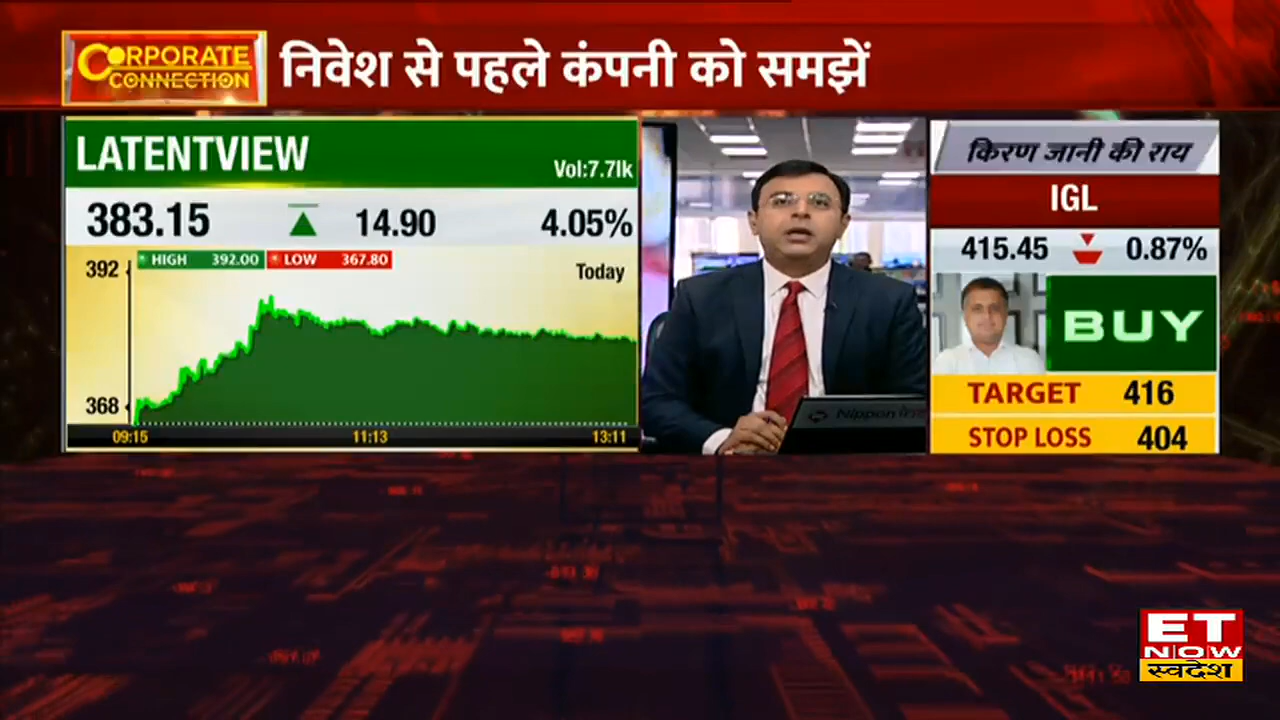 CORPORATE
CONNECTION
निवेश से पहले कंपनी को समझें
LATENTVIEW
Vol:7.7lk
383.15 14.90 4.05%
HIGH 392.00 LOW 367.80
Today
392
368
09:15 11:13 13:11
Nippon
किरण जानी की राय
IGL
415.45 0.87%
BUY
TARGET 416
STOP LOSS 404
ET
NOW
स्वदेश